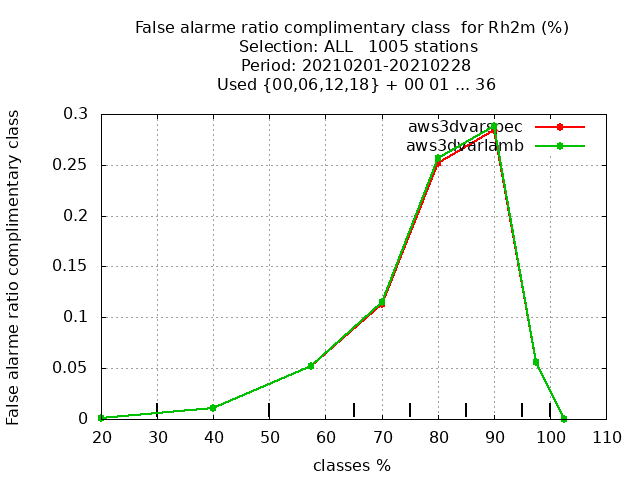 False alarme ratio complimentary class  for Rh2m (%)
Selection: ALL   1005 stations
Period: 20210201-20210228
Used {00,06,12,18} + 00 01 ... 36
False alarme ratio complimentary class
0.3
0.25
0.2
0.15
0.1
0.05
0
aws3dvarspec
aws3dvarlamb
20 30 40 50 60 70 80 90 100 110
classes %